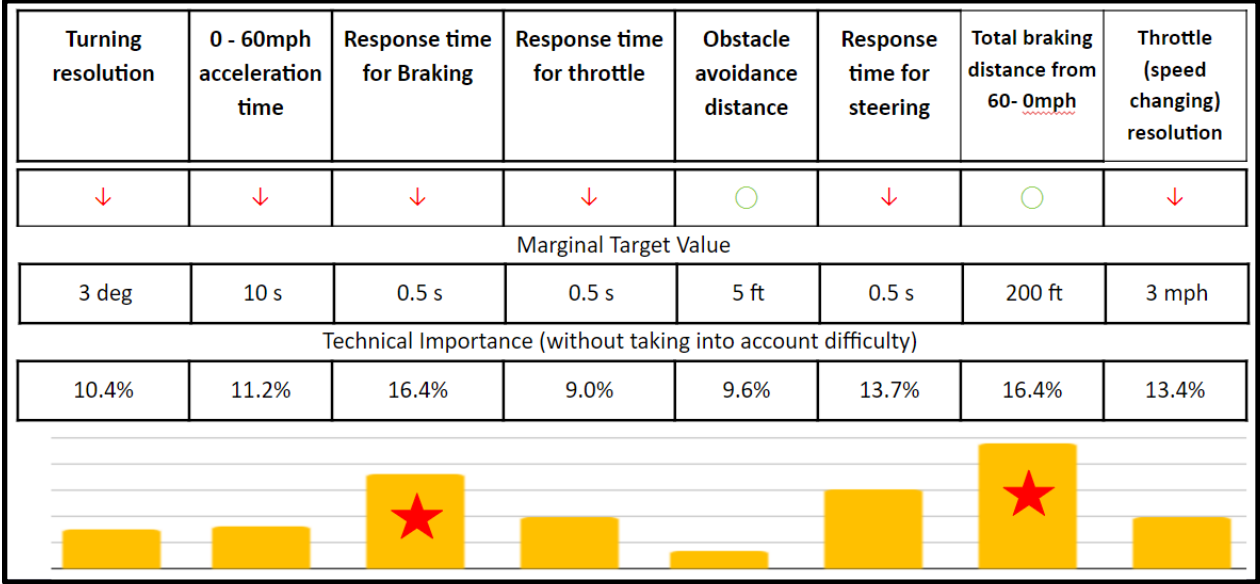 Turning
resolution
0 - 60mph
acceleration
time
Response time
for Braking
Response time
for throttle
Obstacle
avoidance
distance
Response
time for
steering
Total braking
distance from
60- 0mph
Throttle
(speed
changing)
resolution
↓ ↓ ↓ ↓ ○ ↓ ○ ↓
Marginal Target Value
3 deg 10 s 0.5 s 0.5 s 5 ft 0.5 s 200 ft 3 mph
Technical Importance (without taking into account difficulty)
10.4% 11.2% 16.4% 9.0% 9.6% 13.7% 16.4% 13.4%